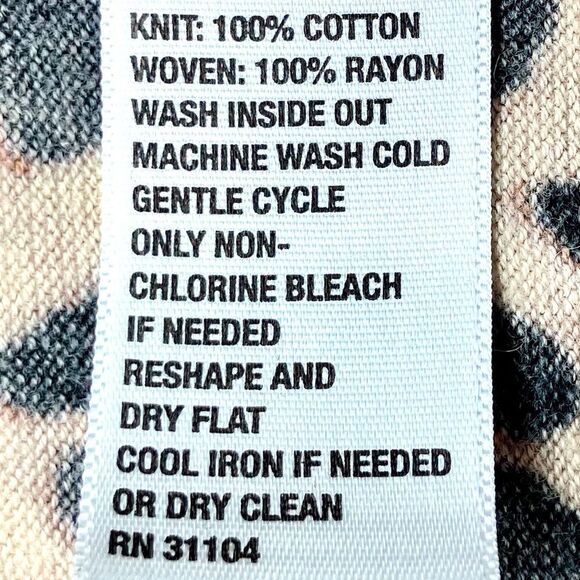 KNIT: 100% COTTON
WOVEN: 100% RAYON
WASH INSIDE OUT
MACHINE WASH COLD
GENTLE CYCLE
ONLY NON-
CHLORINE BLEACH
IF NEEDED
RESHAPE AND
DRY FLAT
COOL IRON IF NEEDED
OR DRY CLEAN
RN 31104